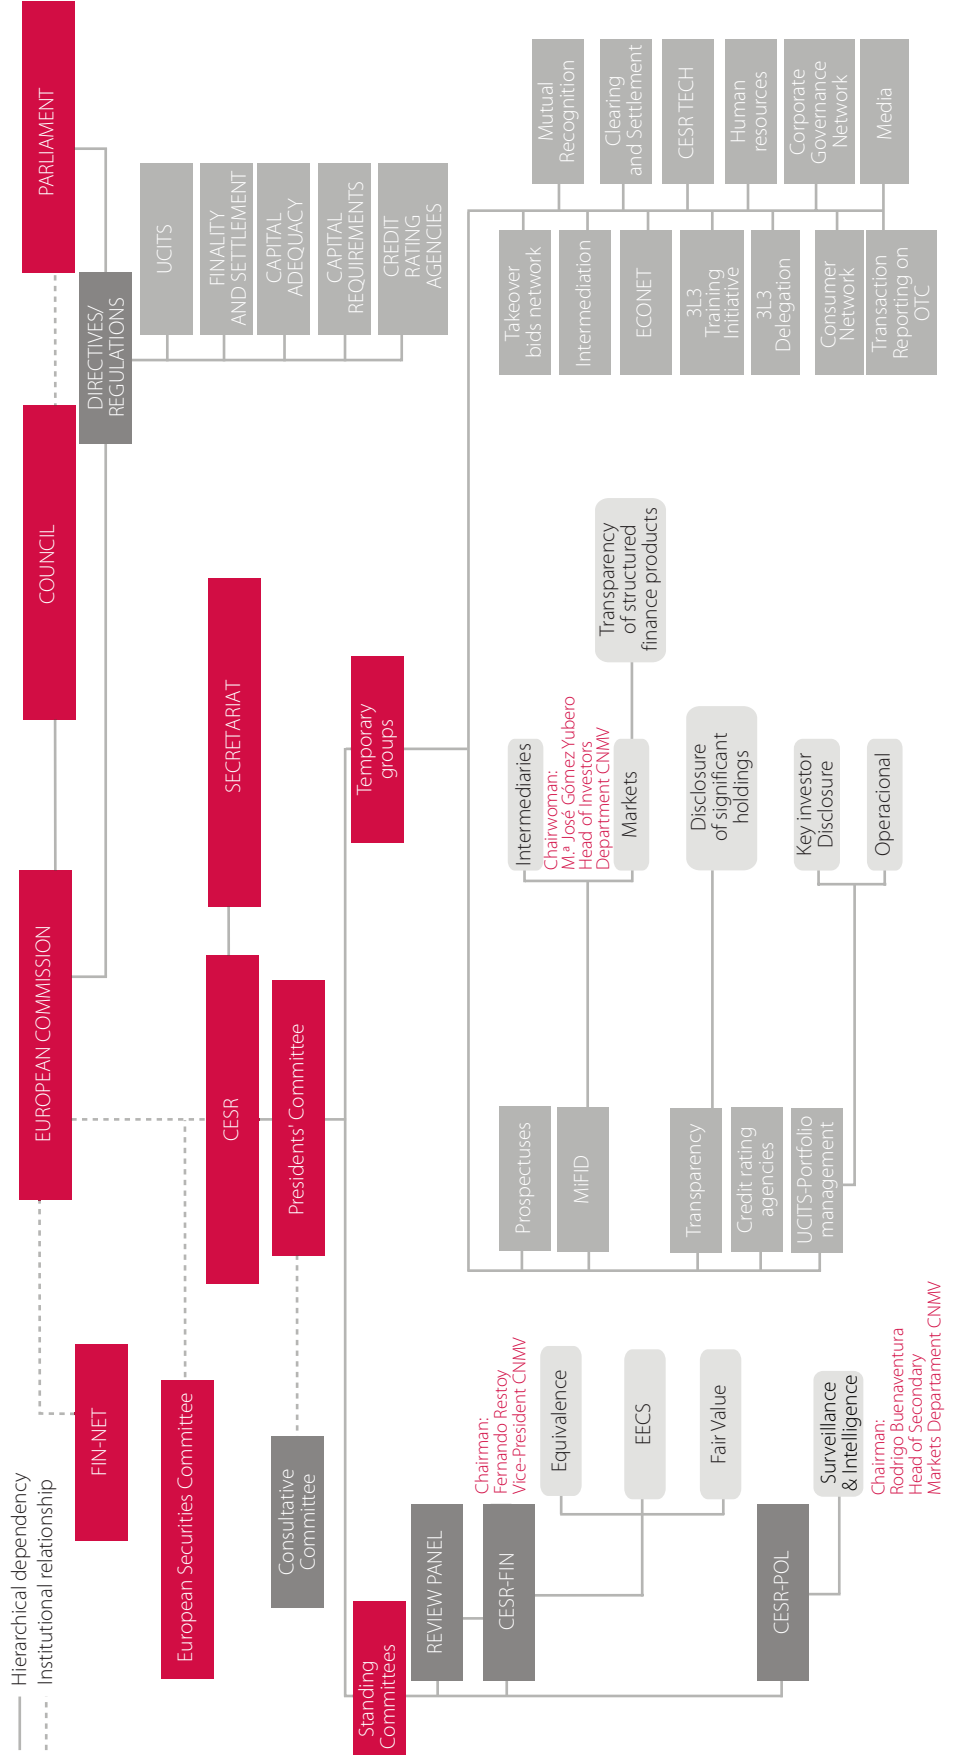 Hierarchical dependency
Institutional relationship
PARLIAMENT
COUNCIL
EUROPEAN COMMISSION
FIN-NET
DIRECTIVES/
REGULATIONS
UCITS
FINALITY
AND SETTLEMENT
CAPITAL
ADEQUACY
CAPITAL
REQUIREMENTS
CREDIT
RATING
AGENCIES
European Securities Committee
CESR
SECRETARIAT
Consultative
Committee
Presidents' Committee
Standing
Committees
Temporary
groups
REVIEW PANEL
CESR-FIN
Chairman:
Fernando Restoy
Vice-President CNMV
Equivalence
EECS
Fair Value
CESR-POL
Surveillance
& Intelligence
Chairman:
Rodrigo Buenaventura
Head of Secondary
Markets Departament CNMV
Prospectuses
MiFID
Transparency
Credit rating
agencies
UCITS-Portfolio
management
Intermediaries
Chairwoman:
M.ª José Gómez Yubero
Head of Investors
Department CNMV
Markets
Transparency
of structured
finance products
Disclosure
of significant
holdings
Key investor
Disclosure
Operacional
Takeover
bids network
Intermediation
ECONET
3L3
Training
Initiative
3L3
Delegation
Consumer
Network
Transaction
Reporting on
OTC
Mutual
Recognition
Clearing
and Settlement
CESR TECH
Human
resources
Corporate
Governance
Network
Media